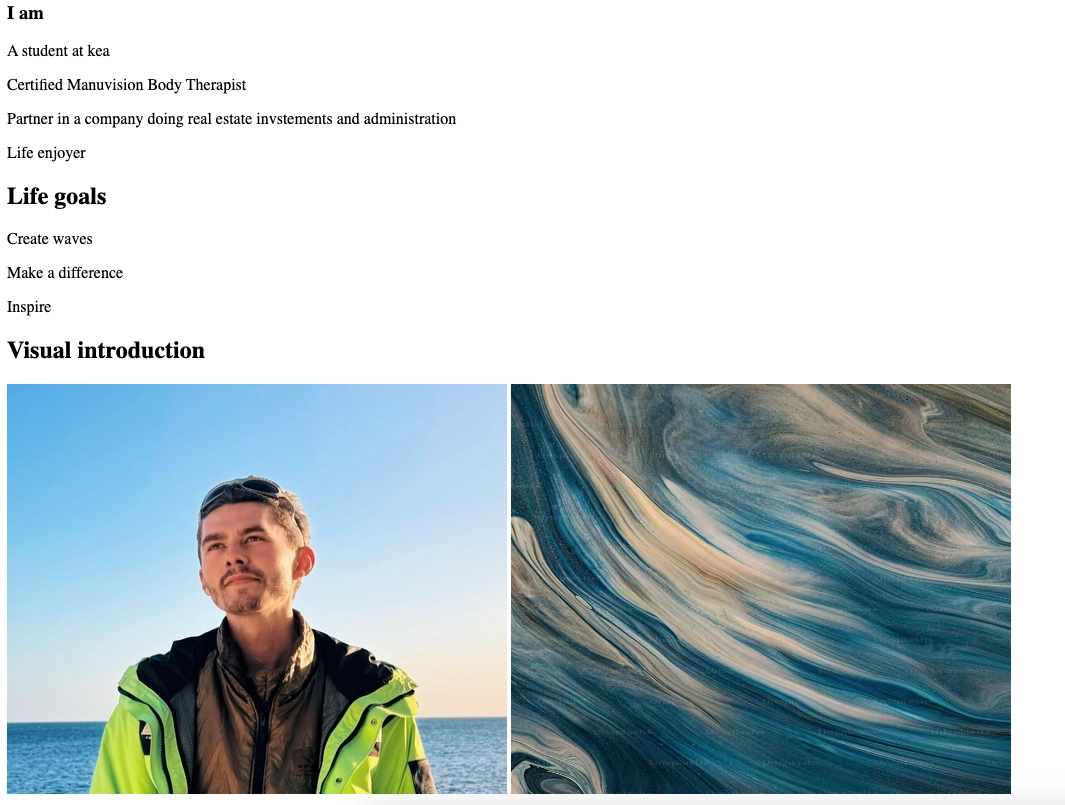 I am
A student at kea
Certified Manuvision Body Therapist
Partner in a company doing real estate invstements and administration
Life enjoyer
Life goals
Create waves
Make a difference
Inspire
Visual introduction